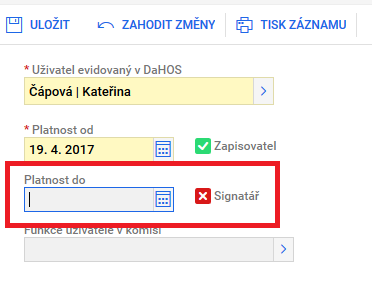 ULOŽIT ZAHODIT ZMĚNY TISK ZÁZNAMU
* Uživatel evidovaný v DaHOS
Čápová | Kateřina
* Platnost od
19. 4. 2017 Zapisovatel
Platnost do
Signatář
Funkce uživatele v komisi